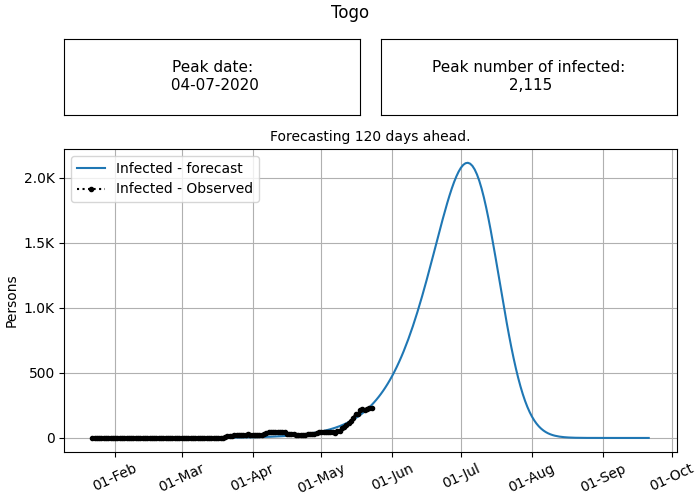 Togo
Peak date:
04-07-2020
Peak number of infected:
2,115
Forecasting 120 days ahead.
Infected - forecast
Infected - Observed
2.0K
1.5K
1.0K
500
0
Persons
01-Feb
01-Mar
01-Apr
01-May
01-Jun
01-Jul
01-Aug
01-Sep
01-Oct